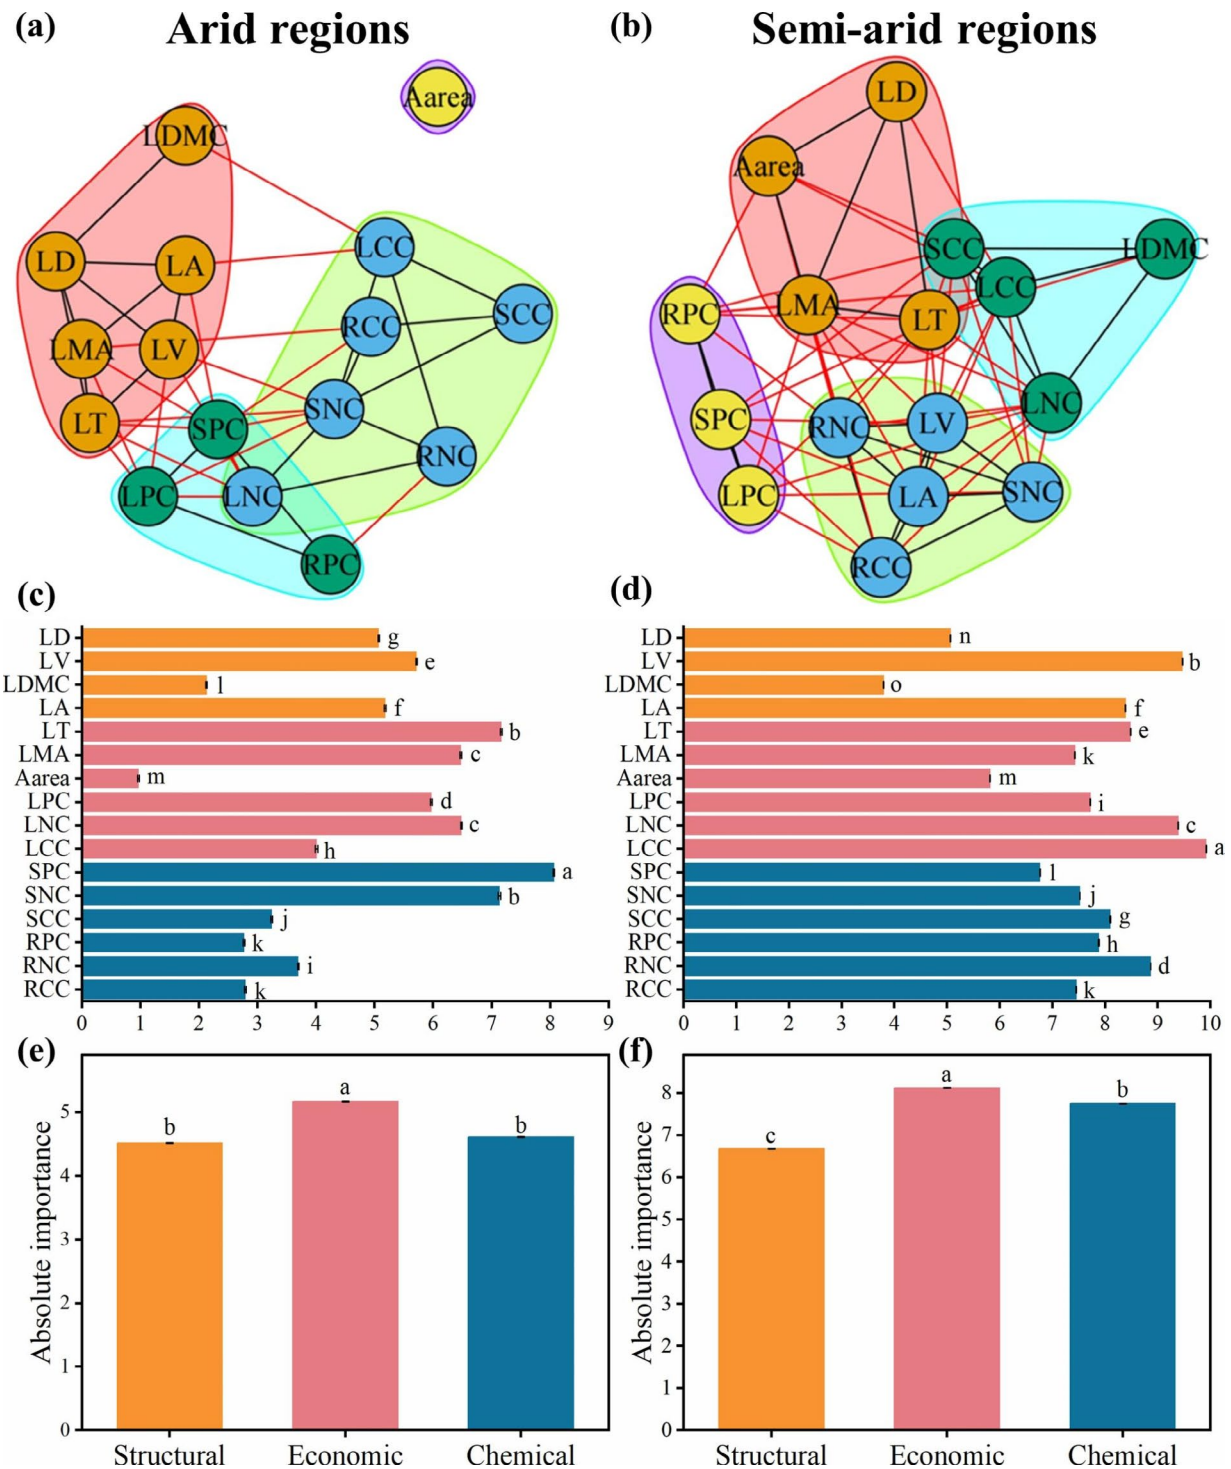 (a) Arid regions
(b) Semi-arid regions
Aarea
LDMC
LD
LA
LCC
RCC
SCC
LMA
LV
LT
SPC
SNC
RNC
LPC
LNC
RPC
LD
Aarea
SCC
LDMC
LCC
RPC
LMA
LT
LNC
SPC
RNC
LV
LPC
LA
SNC
RCC
(c)
LD g
LV e
LDMC l
LA f
LT b
LMA c
Aarea m
LPC d
LNC c
LCC h
SPC a
SNC b
SCC j
RPC k
RNC i
RCC k
0 1 2 3 4 5 6 7 8 9
(d)
LD n
LV b
LDMC o
LA f
LT e
LMA k
Aarea m
LPC i
LNC c
LCC a
SPC l
SNC j
SCC g
RPC h
RNC d
RCC k
0 1 2 3 4 5 6 7 8 9 10
(e)
Absolute importance
5
4
3
2
1
0
b a b
Structural Economic Chemical
(f)
Absolute importance
8
7
6
5
4
3
2
1
0
c a b
Structural Economic Chemical